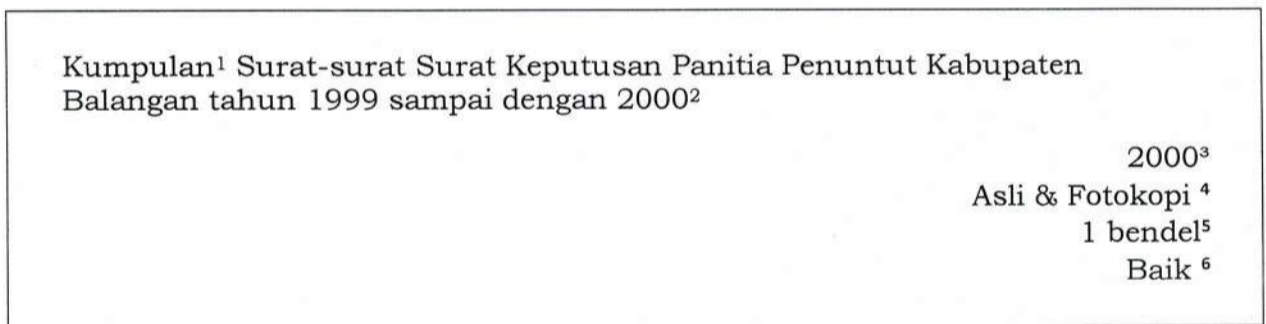 Kumpulan¹ Surat-surat Surat Keputusan Panitia Penuntut Kabupaten
Balangan tahun 1999 sampai dengan 2000²
2000³
Asli & Fotokopi ⁴
1 bendel⁵
Baik ⁶